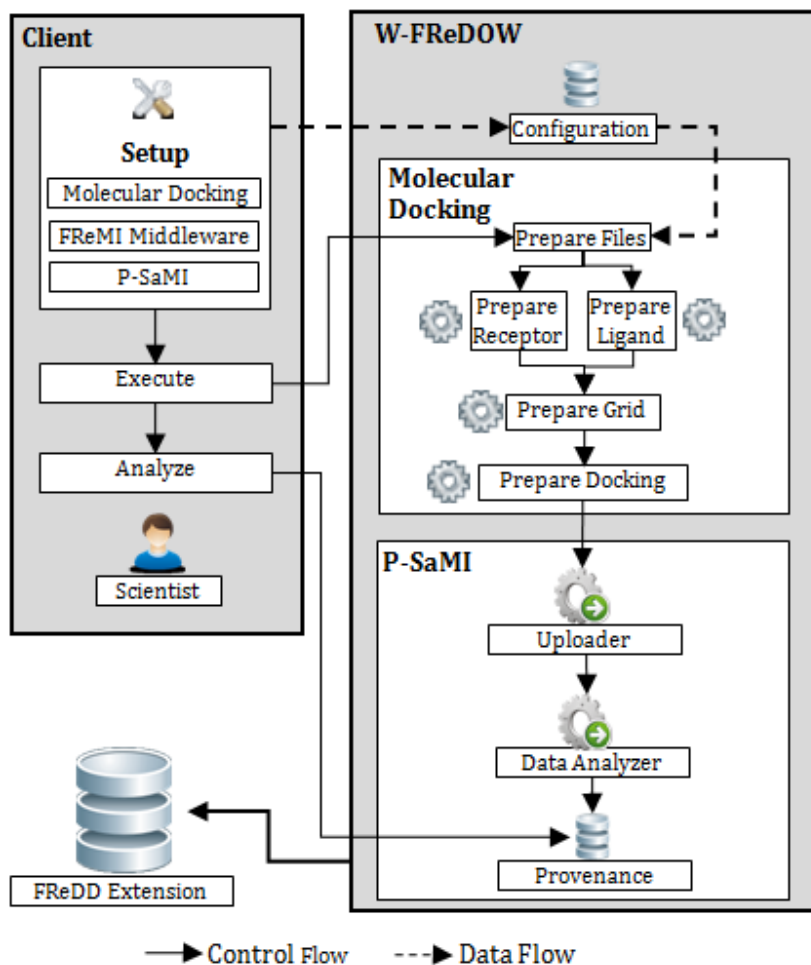 Client
Setup
Molecular Docking
FReMI Middleware
P-SaMI
Execute
Analyze
Scientist
FReDD Extension
W-FReDOW
Configuration
Molecular
Docking
Prepare Files
Prepare
Receptor
Prepare
Ligand
Prepare Grid
Prepare Docking
P-SaMI
Uploader
Data Analyzer
Provenance
Control Flow
Data Flow